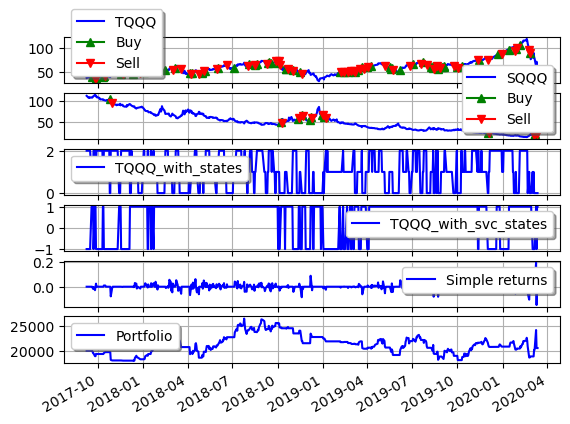 TQQQ
Buy
Sell
100
50
SQQQ
Buy
Sell
100
50
2
0
TQQQ_with_states
1
0
−1
TQQQ_with_svc_states
0.2
0.0
Simple returns
25000
20000
Portfolio
2017-10
2018-01
2018-04
2018-07
2018-10
2019-01
2019-04
2019-07
2019-10
2020-01
2020-04